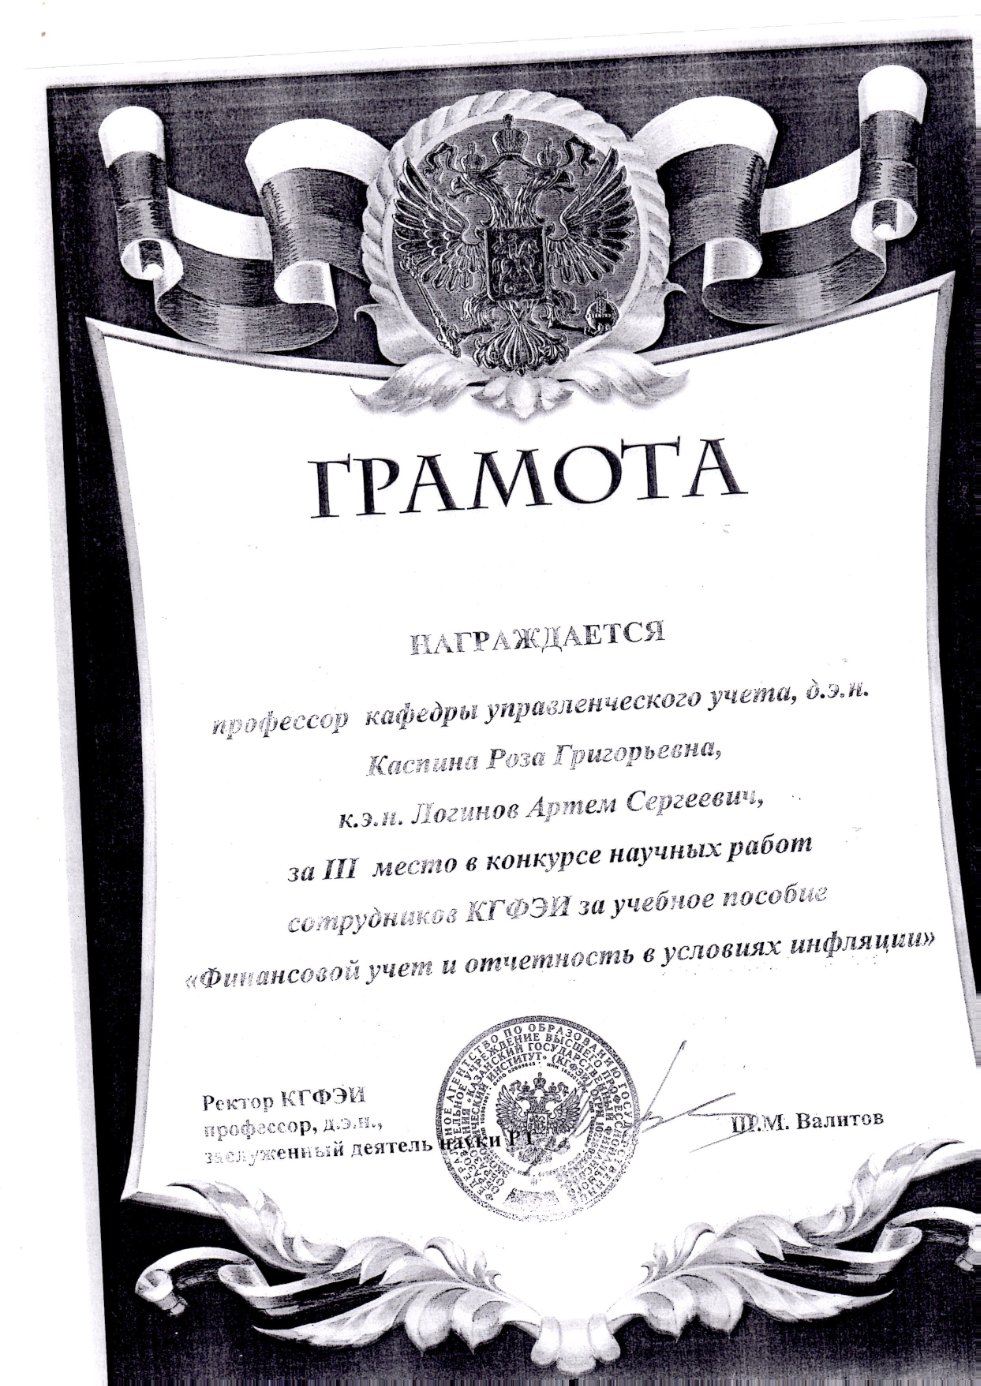 ГРАМОТА
НАГРАЖДАЕТСЯ
профессор кафедры управленческого учета, д.э.н.
Каспина Роза Григорьевна,
к.э.н. Логинов Артем Сергеевич,
за III место в конкурсе научных работ
сотрудников КГФЭИ за учебное пособие
«Финансовой учет и отчетность в условиях инфляции»
Ректор КГФЭИ
профессор, д.э.н.,
заслуженный деятель науки РТ
Ш.М. Валитов